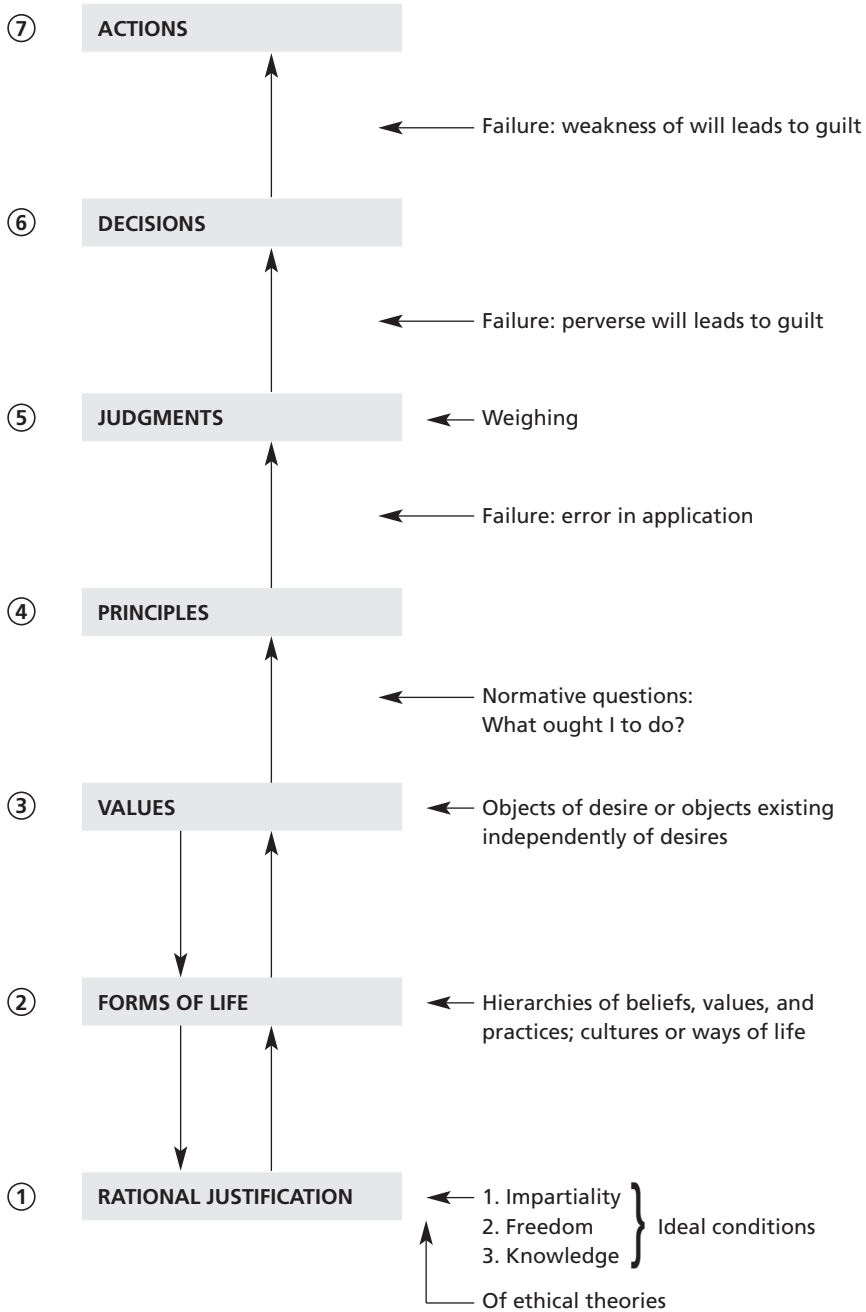 ⑦ ACTIONS
Failure: weakness of will leads to guilt
⑥ DECISIONS
Failure: perverse will leads to guilt
⑤ JUDGMENTS Weighing
Failure: error in application
④ PRINCIPLES
Normative questions:
What ought I to do?
③ VALUES Objects of desire or objects existing
independently of desires
② FORMS OF LIFE Hierarchies of beliefs, values, and
practices; cultures or ways of life
① RATIONAL JUSTIFICATION 1. Impartiality
2. Freedom } Ideal conditions
3. Knowledge
Of ethical theories